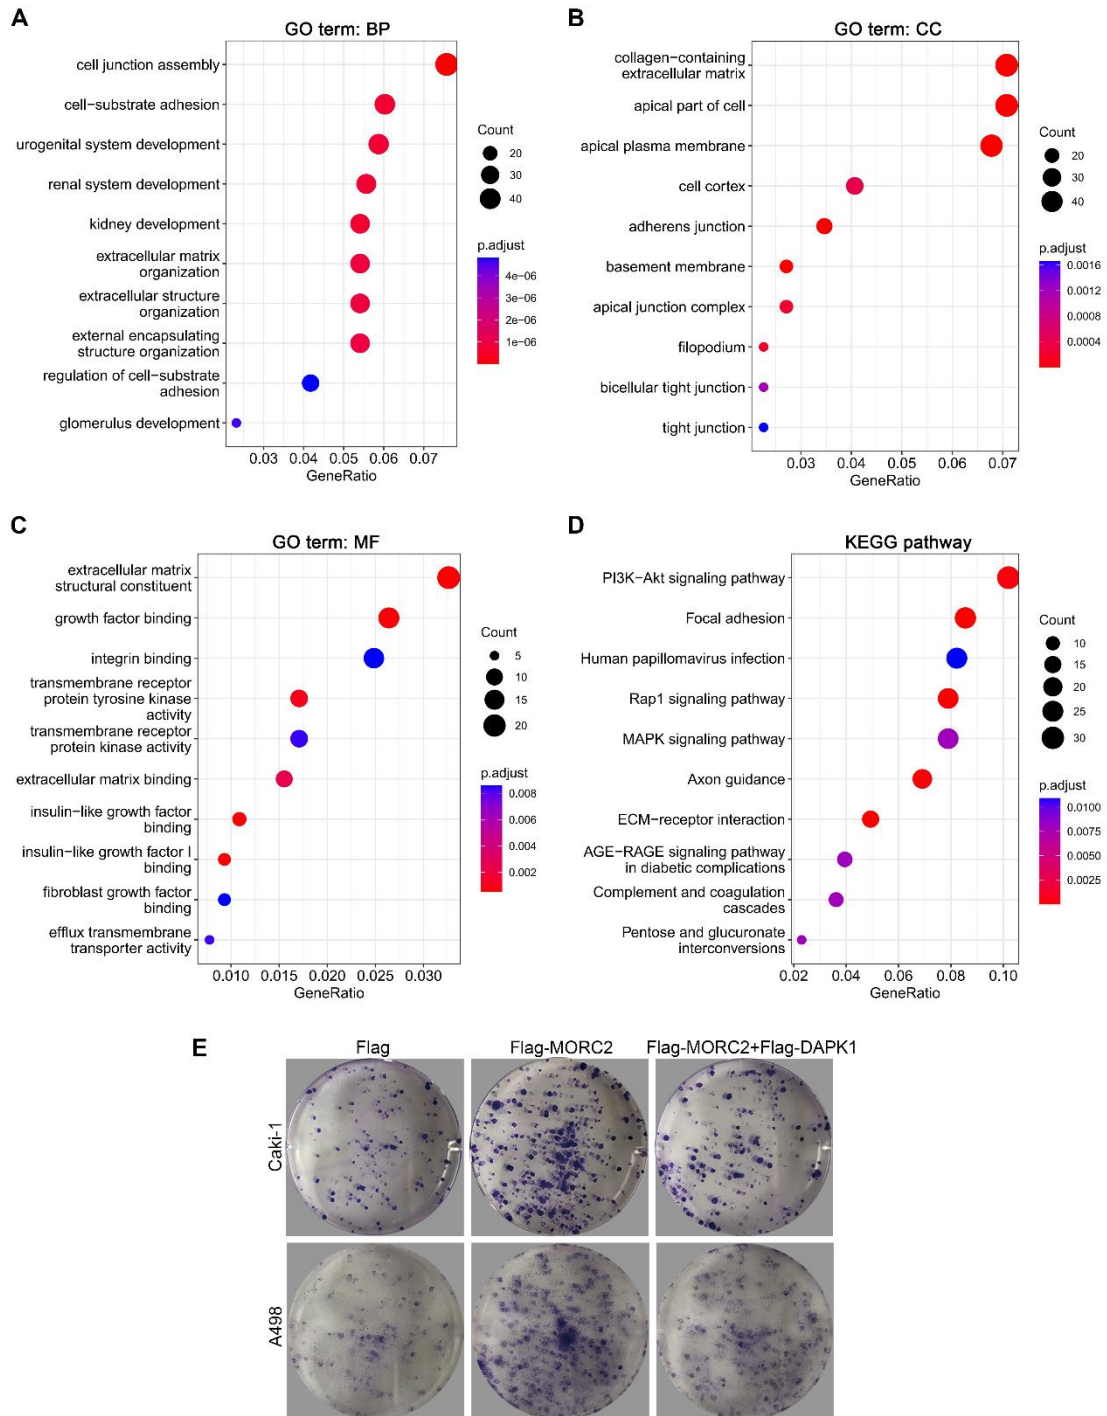 A
GO term: BP
cell junction assembly
cell−substrate adhesion
urogenital system development
renal system development
kidney development
extracellular matrix
organization
extracellular structure
organization
external encapsulating
structure organization
regulation of cell−substrate
adhesion
glomerulus development
0.03 0.04 0.05 0.06 0.07
GeneRatio
Count
20
30
40
p.adjust
4e−06
3e−06
2e−06
1e−06
B
GO term: CC
collagen−containing
extracellular matrix
apical part of cell
apical plasma membrane
cell cortex
adherens junction
basement membrane
apical junction complex
filopodium
bicellular tight junction
tight junction
0.03 0.04 0.05 0.06 0.07
GeneRatio
Count
20
30
40
p.adjust
0.0016
0.0012
0.0008
0.0004
C
GO term: MF
extracellular matrix
structural constituent
growth factor binding
integrin binding
transmembrane receptor
protein tyrosine kinase
activity
transmembrane receptor
protein kinase activity
extracellular matrix binding
insulin−like growth factor
binding
insulin−like growth factor I
binding
fibroblast growth factor
binding
efflux transmembrane
transporter activity
0.010 0.015 0.020 0.025 0.030
GeneRatio
Count
5
10
15
20
p.adjust
0.008
0.006
0.004
0.002
D
KEGG pathway
PI3K−Akt signaling pathway
Focal adhesion
Human papillomavirus infection
Rap1 signaling pathway
MAPK signaling pathway
Axon guidance
ECM−receptor interaction
AGE−RAGE signaling pathway
in diabetic complications
Complement and coagulation
cascades
Pentose and glucuronate
interconversions
0.02 0.04 0.06 0.08 0.10
GeneRatio
Count
10
15
20
25
30
p.adjust
0.0100
0.0075
0.0050
0.0025
E
Flag Flag-MORC2 Flag-MORC2+Flag-DAPK1
Caki-1
A498